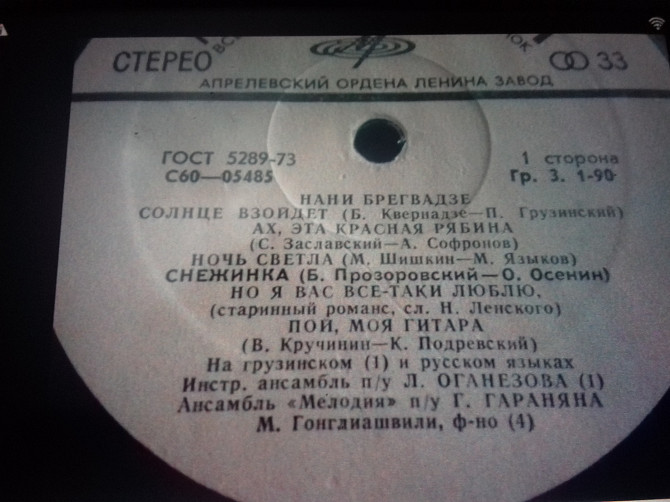 СТЕРЕО
33
АПРЕЛЕВСКИЙ ОРДЕНА ЛЕНИНА ЗАВОД
ГОСТ 5289-73
1 сторона
С60—05485
Гр. 3. 1-90
НАНИ БРЕГВАДЗЕ
СОЛНЦЕ ВЗОЙДЕТ (Б. Квернадзе—П. Грузинский)
АХ, ЭТА КРАСНАЯ РЯБИНА
(С. Заславский—А. Софронов)
НОЧЬ СВЕТЛА (М. Шишкин—М. Языков)
СНЕЖИНКА (Б. Прозоровский—О. Осенин)
НО Я ВАС ВСЕ-ТАКИ ЛЮБЛЮ,
(старинный романс, сл. Н. Ленского)
ПОЙ, МОЯ ГИТАРА
(В. Кручинин—К. Подревский)
На грузинском (1) и русском языках
Инстр. ансамбль п/у Л. ОГАНЕЗОВА (1)
Ансамбль «Мелодия» п/у Г. ГАРАНЯНА
М. Гонглиашвили, ф-но (4)